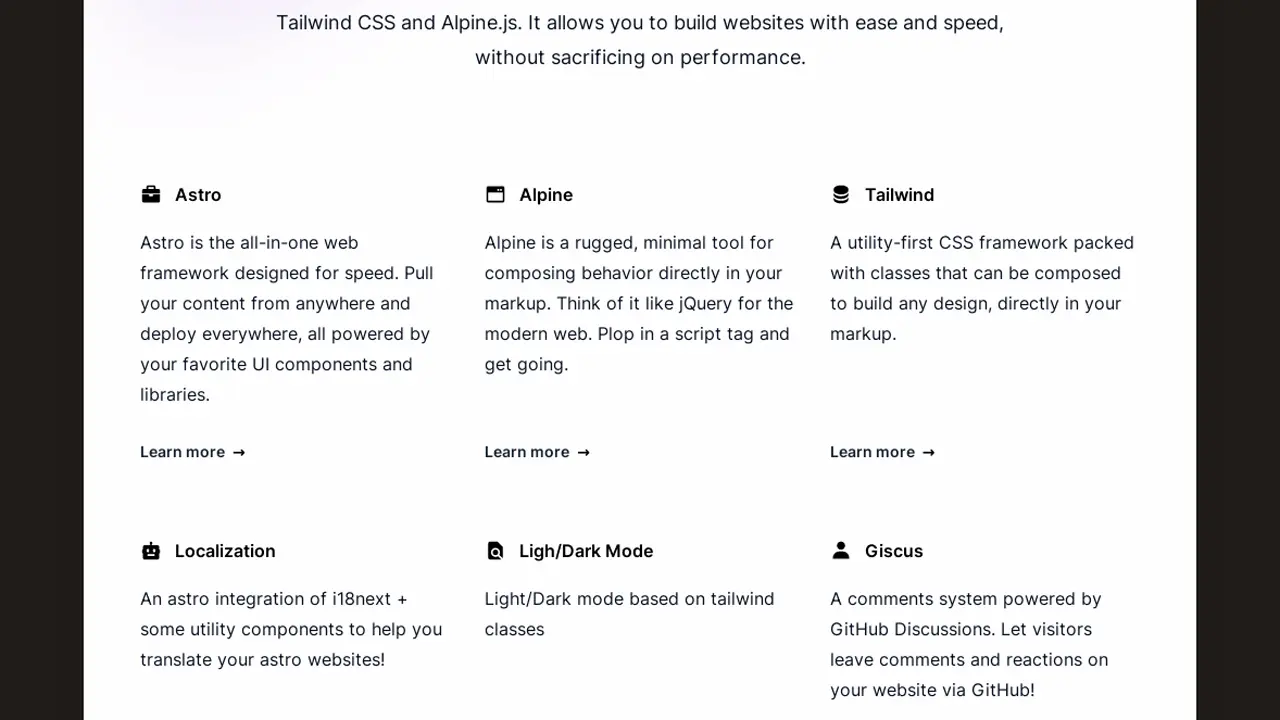 Tailwind CSS and Alpine.js. It allows you to build websites with ease and speed,
without sacrificing on performance.
Astro
Astro is the all-in-one web
framework designed for speed. Pull
your content from anywhere and
deploy everywhere, all powered by
your favorite UI components and
libraries.
Learn more →
Alpine
Alpine is a rugged, minimal tool for
composing behavior directly in your
markup. Think of it like jQuery for the
modern web. Plop in a script tag and
get going.
Learn more →
Tailwind
A utility-first CSS framework packed
with classes that can be composed
to build any design, directly in your
markup.
Learn more →
Localization
An astro integration of i18next +
some utility components to help you
translate your astro websites!
Ligh/Dark Mode
Light/Dark mode based on tailwind
classes
Giscus
A comments system powered by
GitHub Discussions. Let visitors
leave comments and reactions on
your website via GitHub!